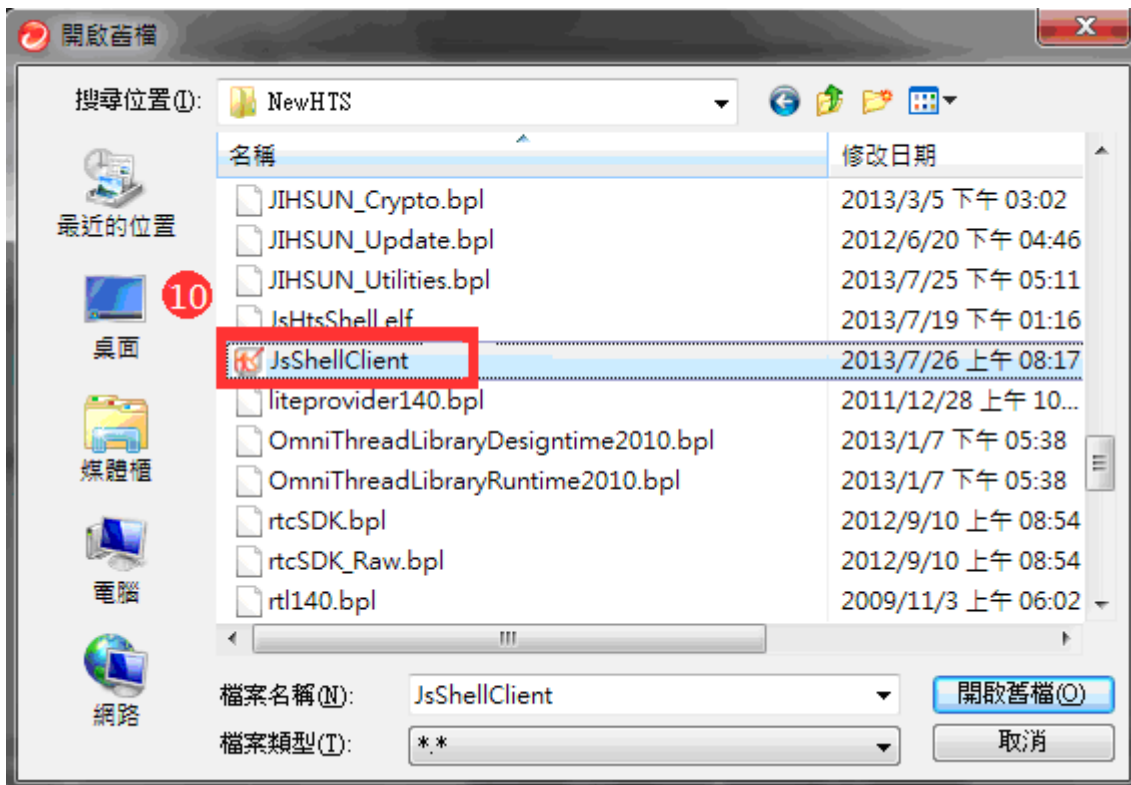 開啟舊檔
搜尋位置(I): NewHTS
名稱 修改日期
JIHSUN_Crypto.bpl 2013/3/5 下午 03:02
JIHSUN_Update.bpl 2012/6/20 下午 04:46
JIHSUN_Utilities.bpl 2013/7/25 下午 05:11
JsHtsShell.elf 2013/7/19 下午 01:16
JsShellClient 2013/7/26 上午 08:17
liteprovider140.bpl 2011/12/28 上午 10...
OmniThreadLibraryDesigntime2010.bpl 2013/1/7 下午 05:38
OmniThreadLibraryRuntime2010.bpl 2013/1/7 下午 05:38
rtcSDK.bpl 2012/9/10 上午 08:54
rtcSDK_Raw.bpl 2012/9/10 上午 08:54
rtl140.bpl 2009/11/3 上午 06:02
最近的位置
10
桌面
媒體櫃
電腦
網路
檔案名稱(N): JsShellClient 開啟舊檔(O)
檔案類型(T): *.* 取消